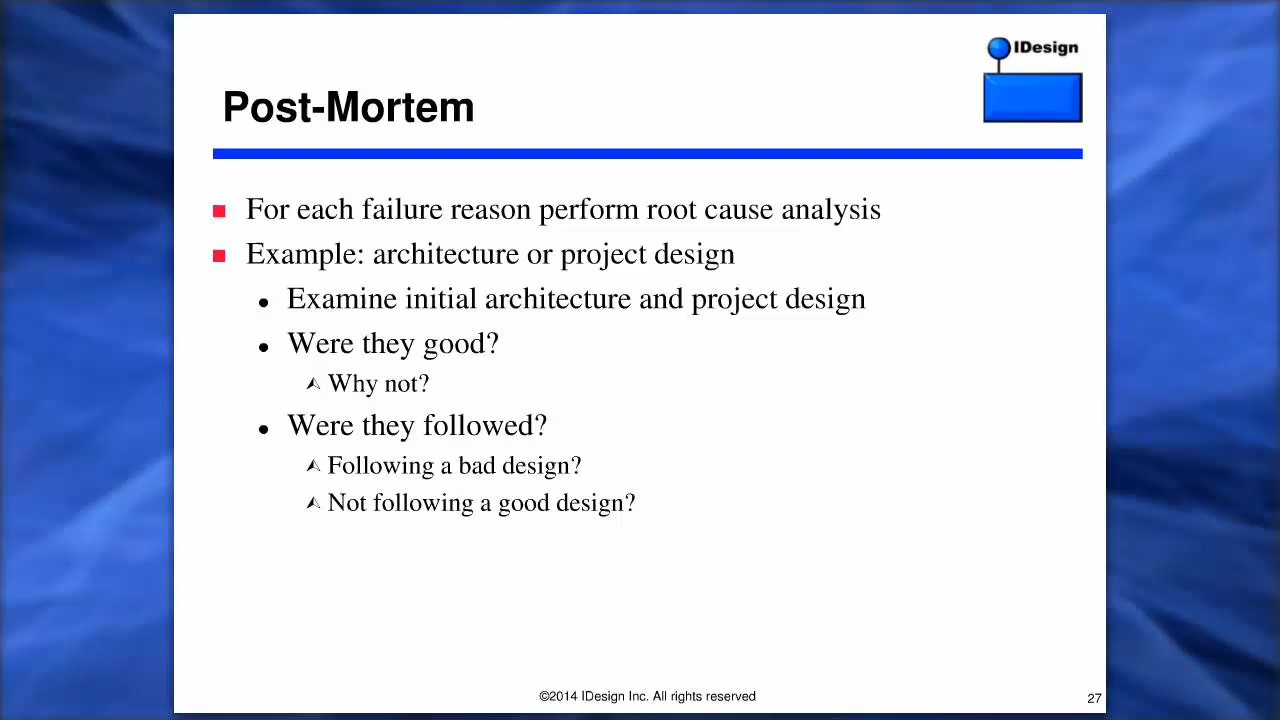 IDesign
Post-Mortem
For each failure reason perform root cause analysis
Example: architecture or project design
Examine initial architecture and project design
Were they good?
Why not?
Were they followed?
Following a bad design?
Not following a good design?
©2014 IDesign Inc. All rights reserved
27